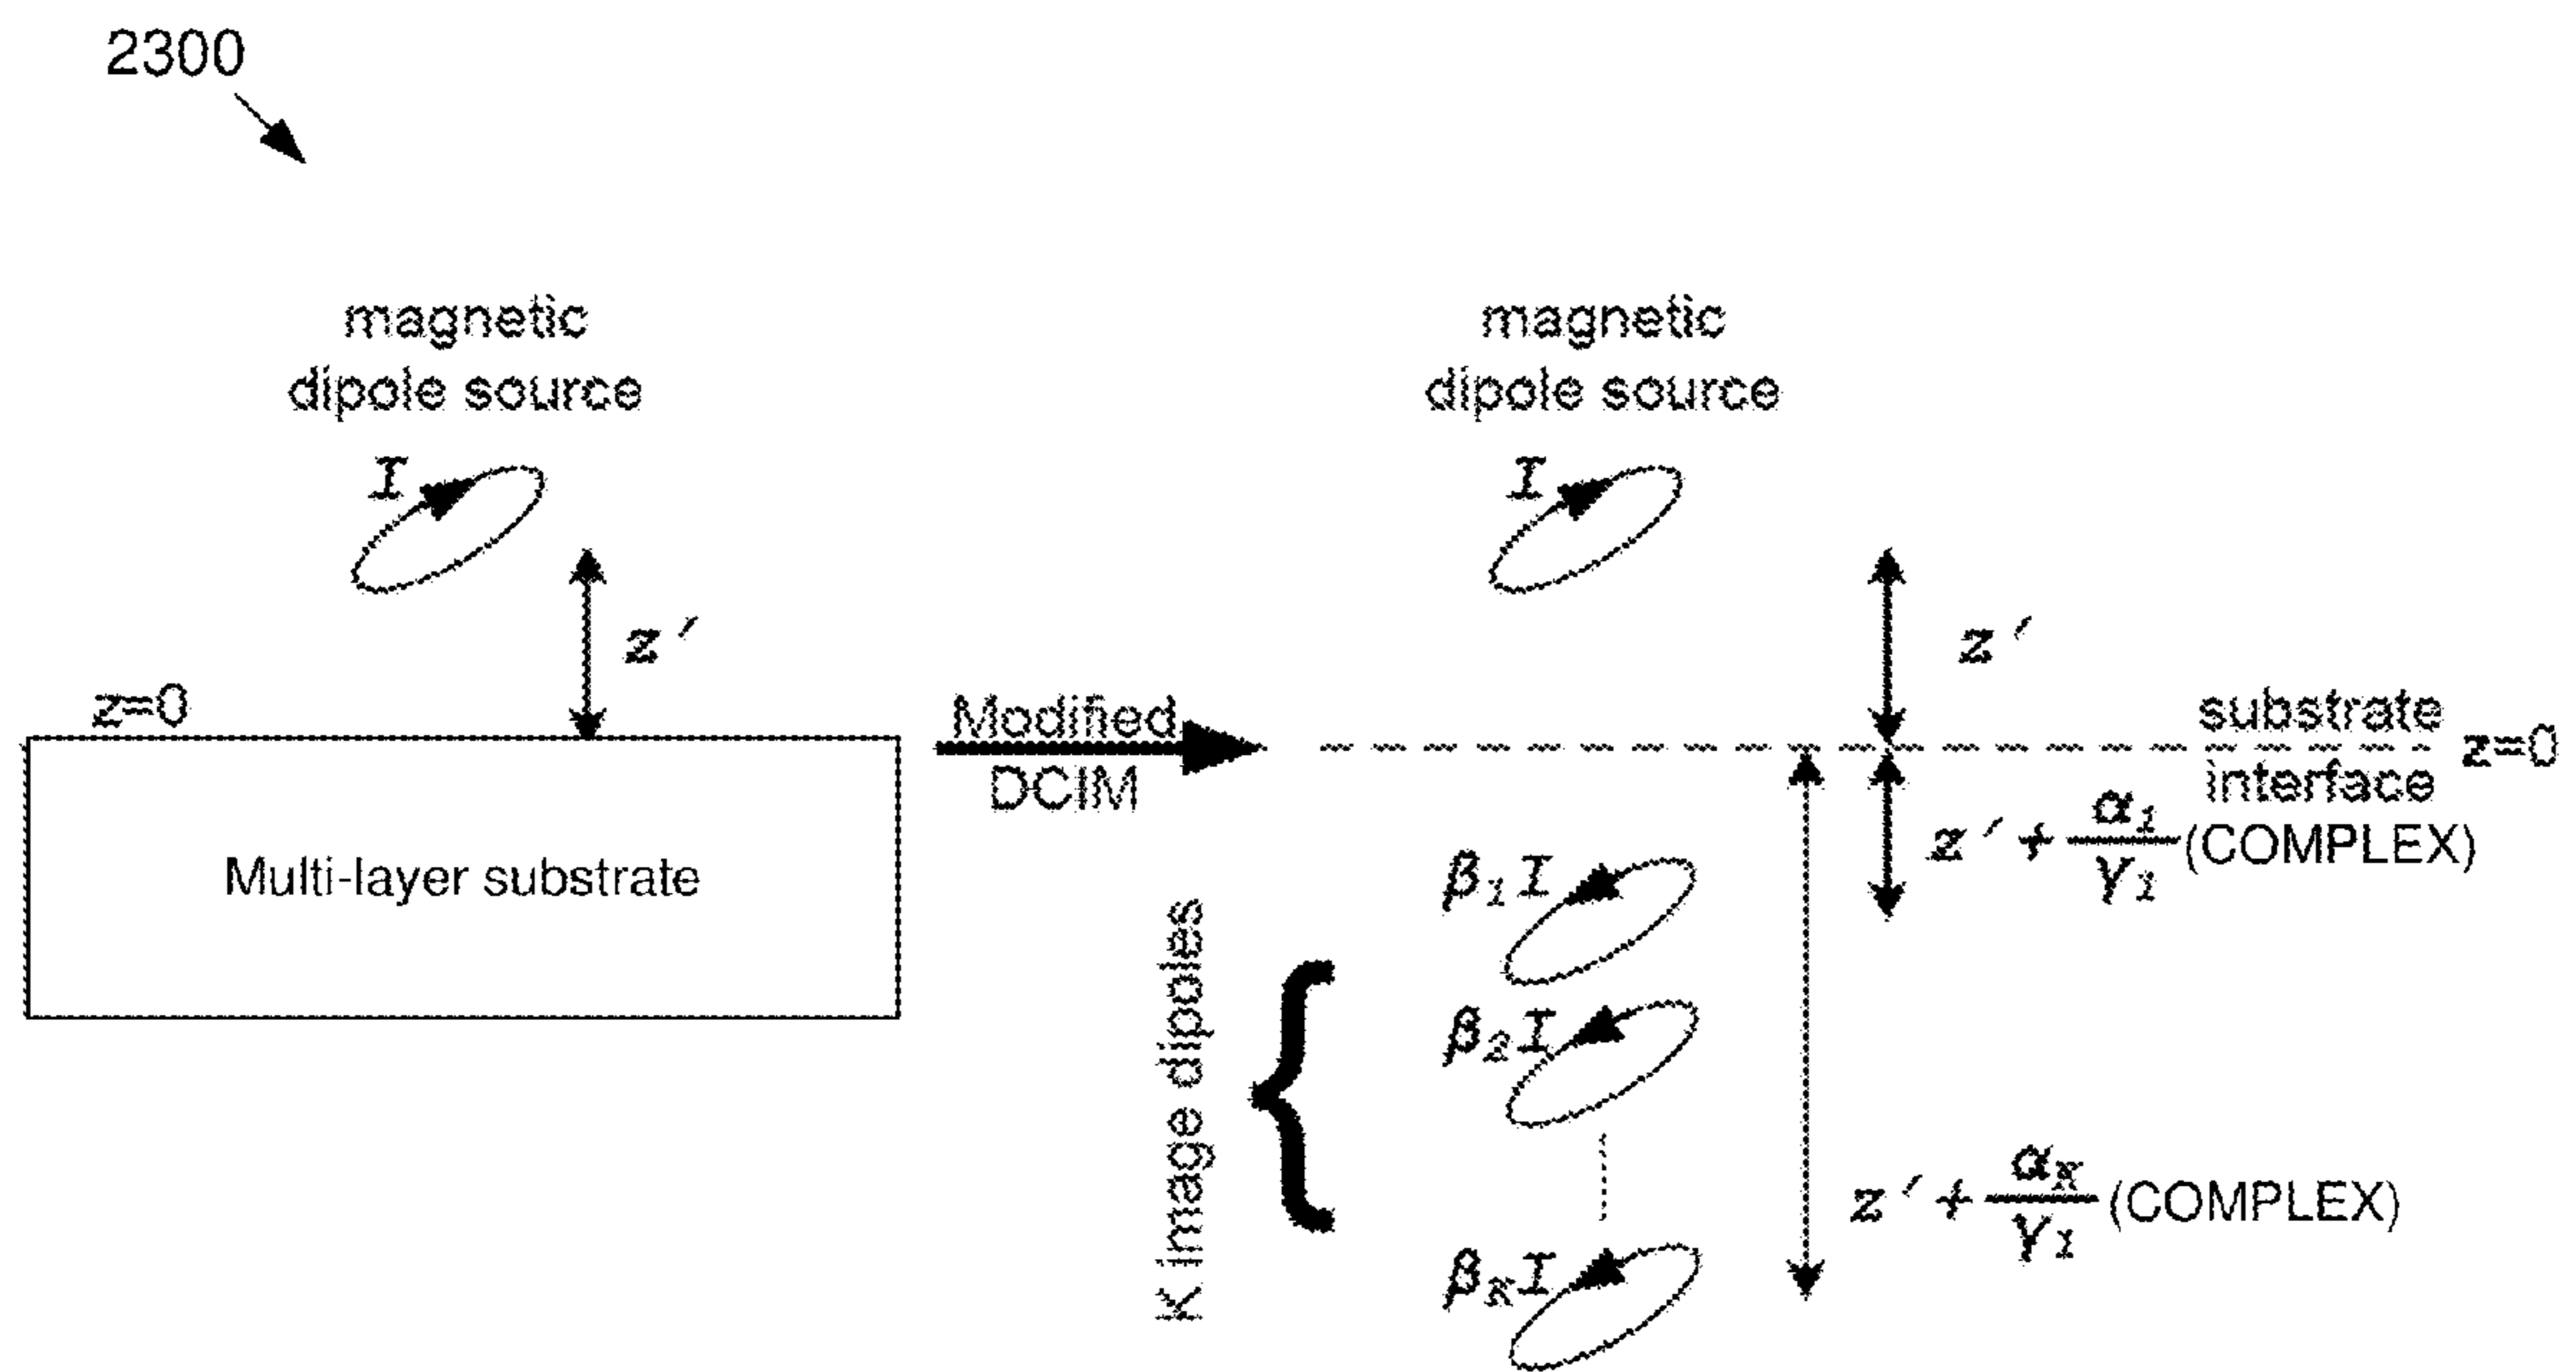 2300
magnetic
dipole source
I
z′
z=0
Multi-layer substrate
Modified
DCIM
magnetic
dipole source
I
z′
substrate
interface
z=0
z′ + α₁/γ₁ (COMPLEX)
K image dipoles
β₁I
β₂I
βₖI
z′ + αₖ/γ₁ (COMPLEX)